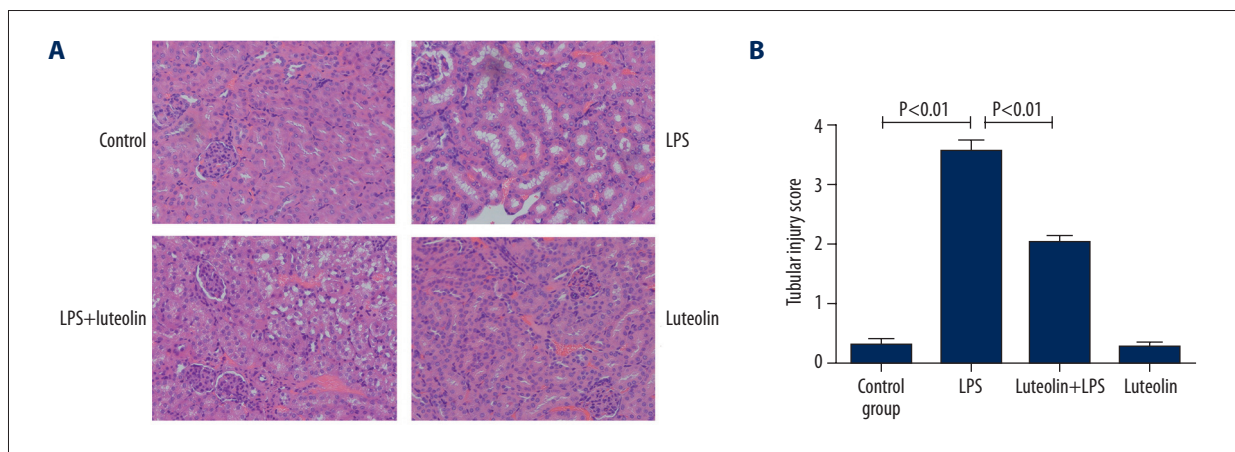 A
Control
LPS
LPS+luteolin
Luteolin
B
P<0.01
P<0.01
Tubular injury score
4
3
2
1
0
Control
group
LPS
Luteolin+LPS
Luteolin